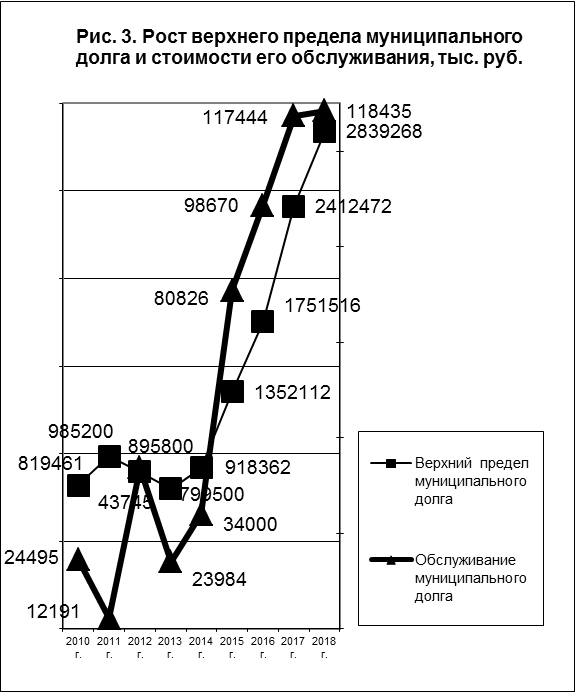 Рис. 3. Рост верхнего предела муниципального
долга и стоимости его обслуживания, тыс. руб.
117444
118435
2839268
98670
2412472
80826
1751516
1352112
985200
895800
819461
918362
43745
799500
34000
24495
23984
12191
2010 г.
2011 г.
2012 г.
2013 г.
2014 г.
2015 г.
2016 г.
2017 г.
2018 г.
Верхний предел
муниципального
долга
Обслуживание
муниципального
долга